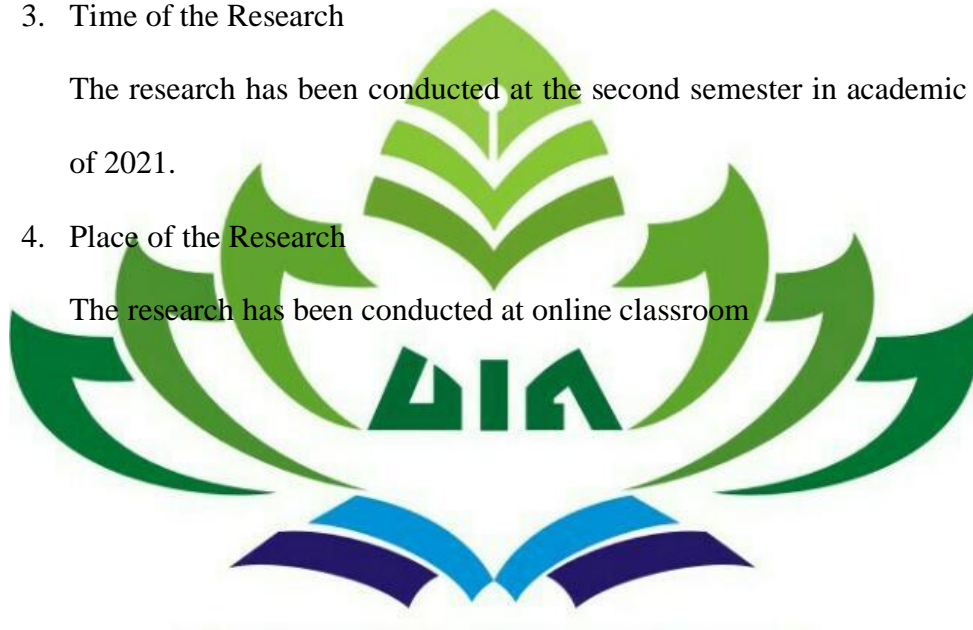 3. Time of the Research
The research has been conducted at the second semester in academic
of 2021.
4. Place of the Research
The research has been conducted at online classroom
UIN